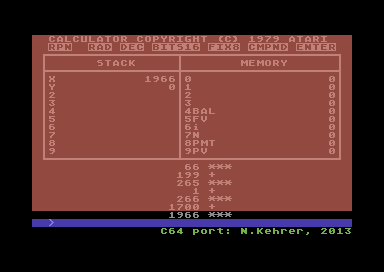 CALCULATOR COPYRIGHT (C) 1979 ATARI
RPN RAD DEC BITS16 FIX8 CMPND ENTER
STACK MEMORY
X 1966 0 0
Y 0 1 0
2 2 0
3 3 0
4 4BAL 0
5 5FV 0
6 6i 0
7 7N 0
8 8PMT 0
9 9PV 0
66 ***
199 +
265 ***
1 +
266 ***
1700 +
1966 ***
>
C64 port: N.Kehrer, 2013